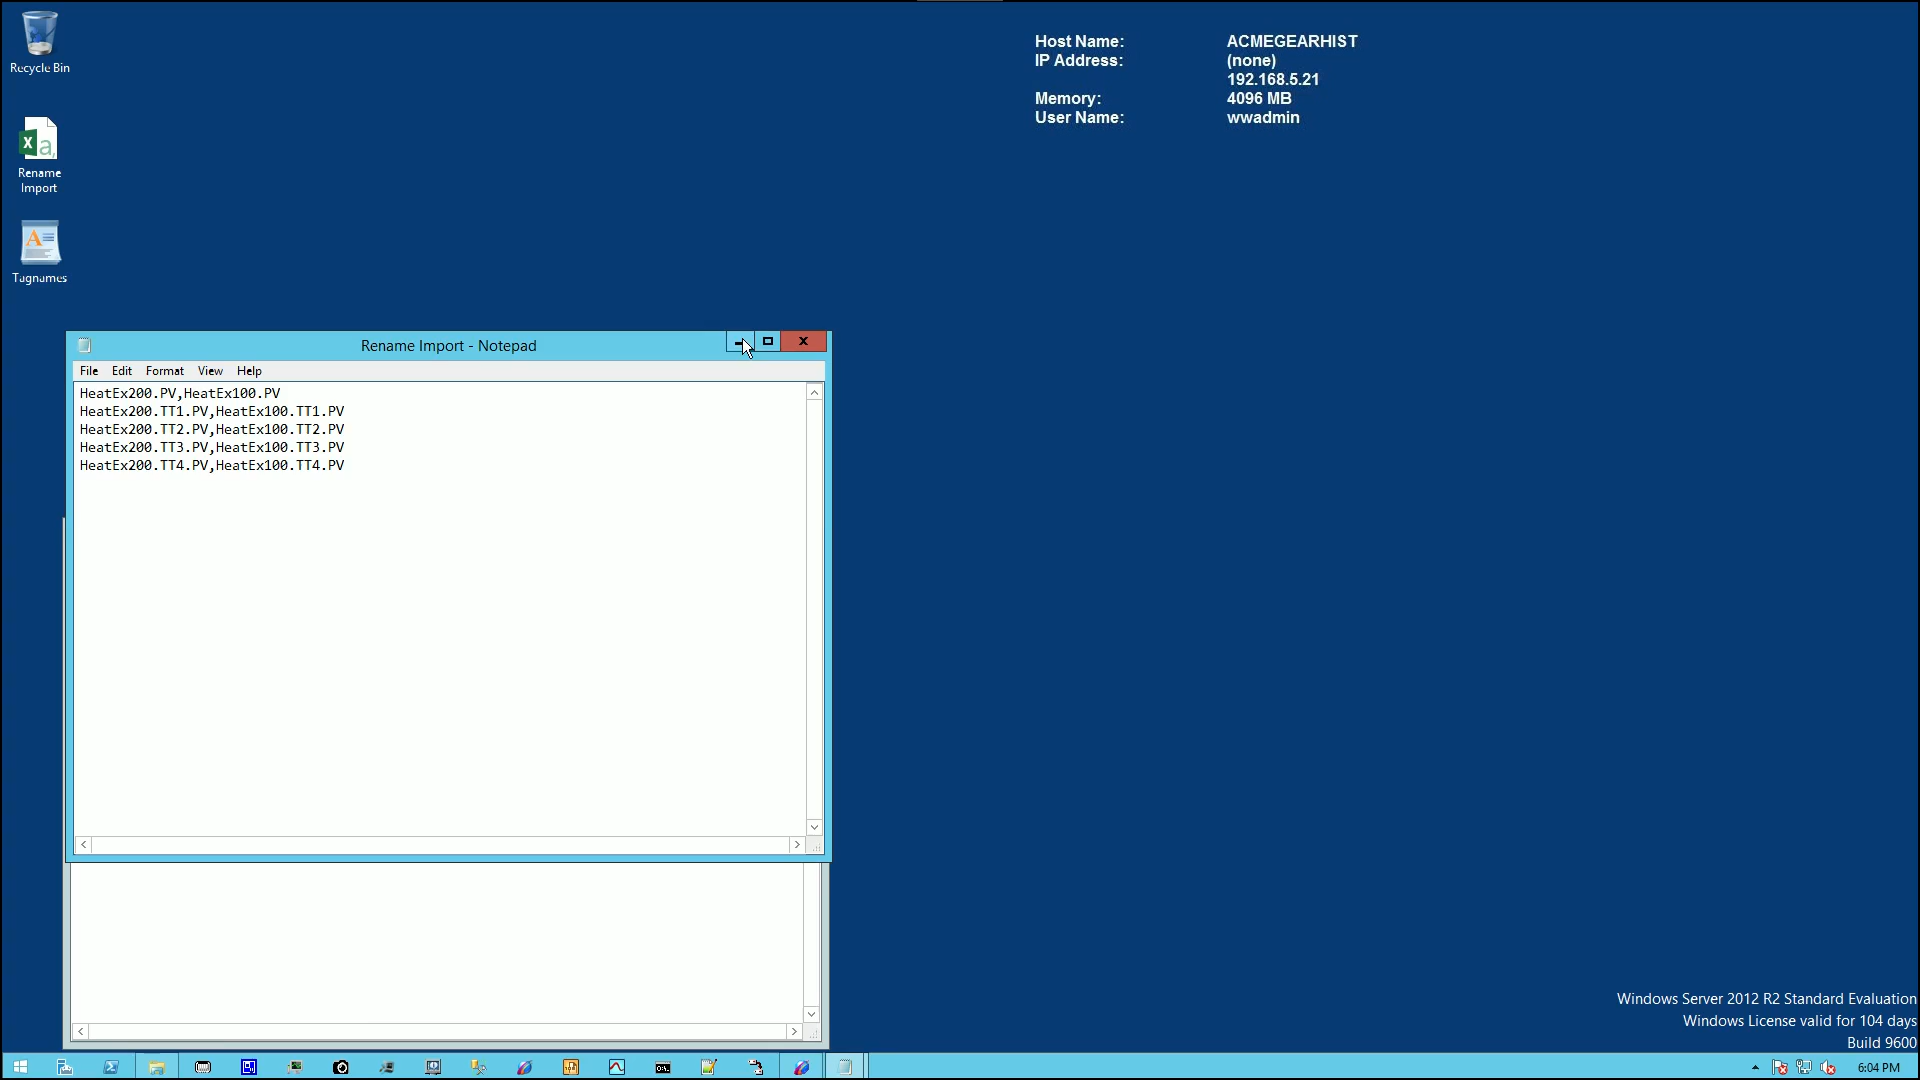 Recycle Bin
Rename
Import
Tagnames
Host Name: ACMEGEARHIST
IP Address: (none)
192.168.5.21
Memory: 4096 MB
User Name: wwadmin
Rename Import - Notepad
File Edit Format View Help
HeatEx200.PV,HeatEx100.PV
HeatEx200.TT1.PV,HeatEx100.TT1.PV
HeatEx200.TT2.PV,HeatEx100.TT2.PV
HeatEx200.TT3.PV,HeatEx100.TT3.PV
HeatEx200.TT4.PV,HeatEx100.TT4.PV
Windows Server 2012 R2 Standard Evaluation
Windows License valid for 104 days
Build 9600
6:04 PM